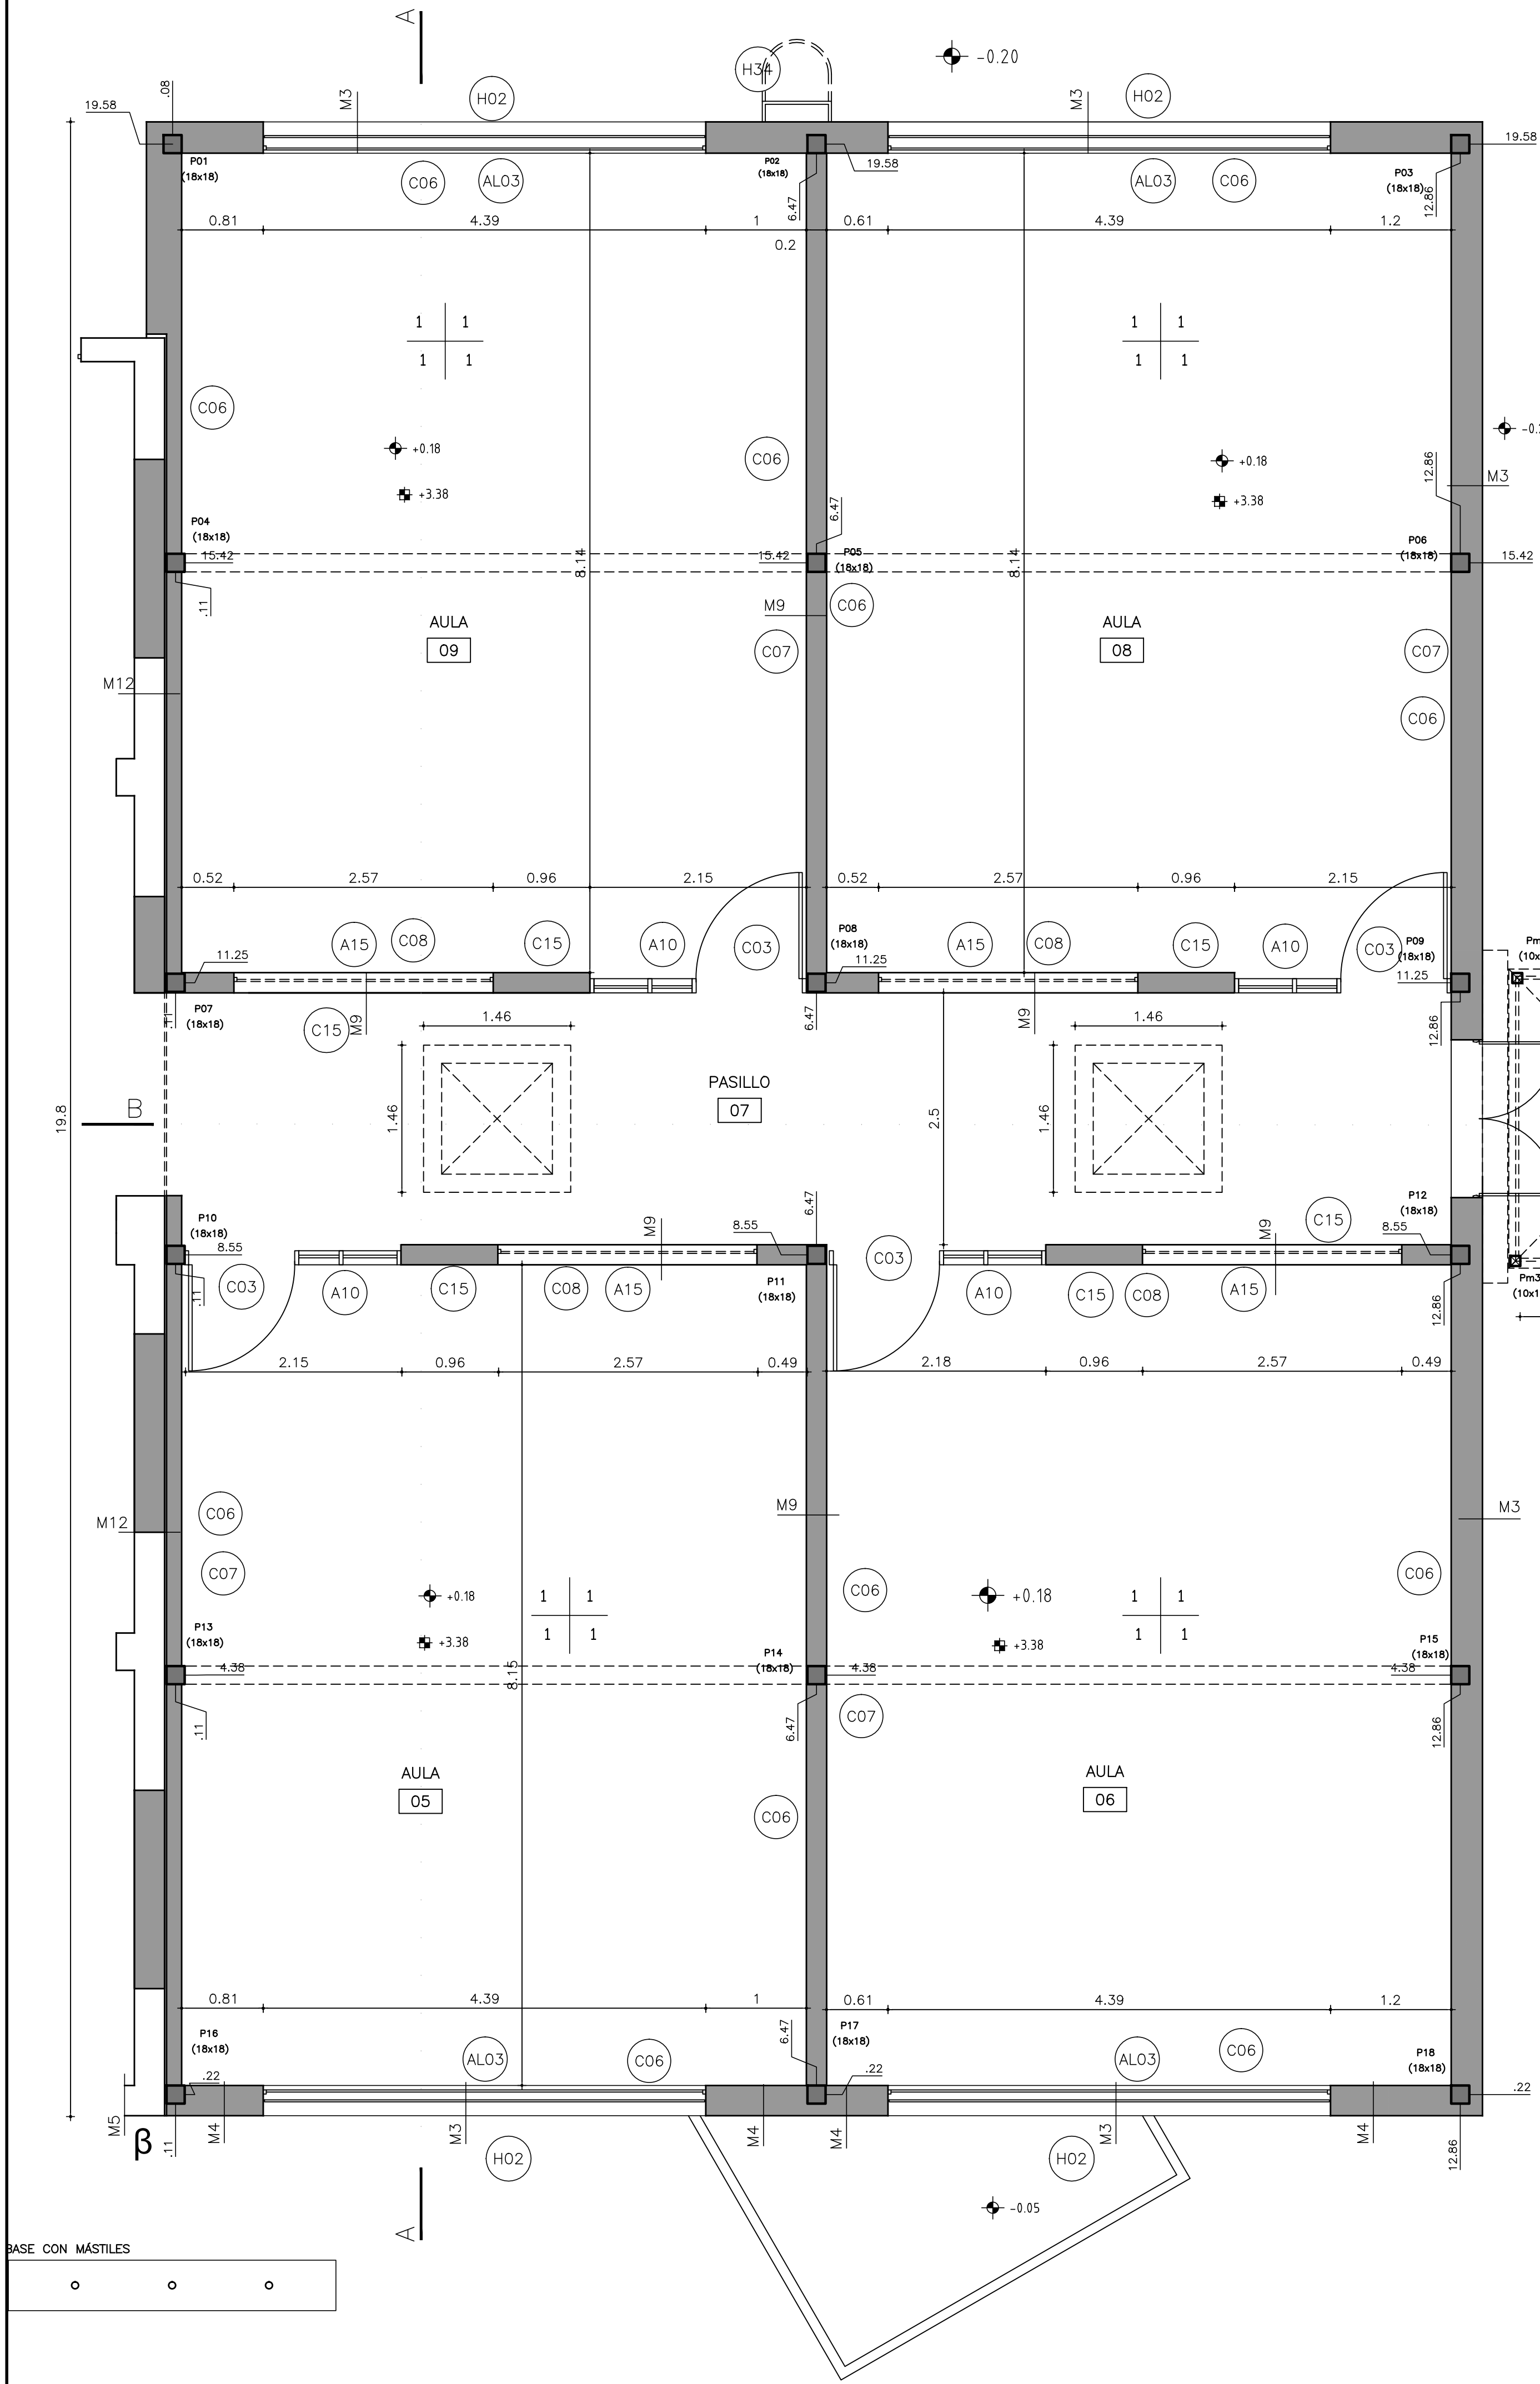 A
-0.20
H34
.08
M3
H02
M3
H02
19.58
19.58
P01
(18x18)
P02
(18x18)
19.58
P03
(18x18)
C06
AL03
AL03
C06
6.47
12.86
0.81
4.39
1
0.61
4.39
1.2
0.2
1
1
1
1
1
1
1
1
C06
+0.18
+3.38
C06
+0.18
+3.38
12.86
M3
6.47
P04
(18x18)
15.42
15.42
P05
(18x18)
P06
(18x18)
15.42
8.14
8.14
.11
M9
C06
AULA
09
AULA
08
C07
C07
M12
C06
0.52
2.57
0.96
2.15
0.52
2.57
0.96
2.15
A15
C08
C15
A10
C03
P08
(18x18)
A15
C08
C15
A10
C03
P09
(18x18)
11.25
11.25
11.25
P07
(18x18)
.11
C15
M9
6.47
M9
12.86
1.46
1.46
PASILLO
07
B
1.46
2.5
1.46
19.8
P10
(18x18)
8.55
M9
6.47
8.55
M9
C15
P12
(18x18)
8.55
C03
.11
C03
A10
C15
C08
A15
P11
(18x18)
A10
C15
C08
A15
12.86
2.15
0.96
2.57
0.49
2.18
0.96
2.57
0.49
M12
C06
M9
M3
C07
C06
C06
+0.18
+3.38
1
1
1
1
+0.18
+3.38
1
1
1
1
P13
(18x18)
4.38
P14
(18x18)
4.38
P15
(18x18)
4.38
8.15
.11
6.47
C07
12.86
AULA
05
AULA
06
C06
0.81
4.39
1
0.61
4.39
1.2
P16
(18x18)
AL03
C06
6.47
P17
(18x18)
AL03
C06
P18
(18x18)
.22
.22
.22
M5
β
.11
M4
M3
M4
M4
M3
M4
12.86
H02
H02
-0.05
A
BASE CON MÁSTILES